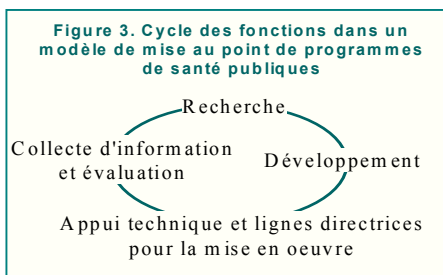 Figure 3. Cycle des fonctions dans un
modèle de mise au point de programmes
de santé publiques
Recherche
Collecte d'information
et évaluation
Développement
Appui technique et lignes directrices
pour la mise en oeuvre